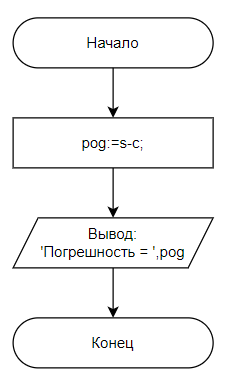 Начало
pog:=s-c;
Вывод:
'Погрешность = ',pog
Конец